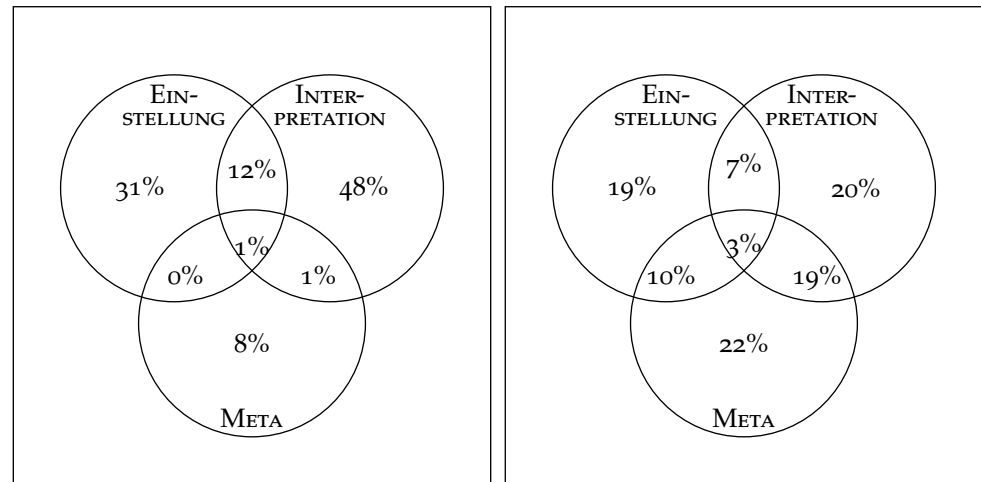 EIN-
STELLUNG
INTER-
PRETATION
12%
31%
48%
1%
0%
1%
8%
META
EIN-
STELLUNG
INTER-
PRETATION
7%
19%
20%
3%
10%
19%
22%
META